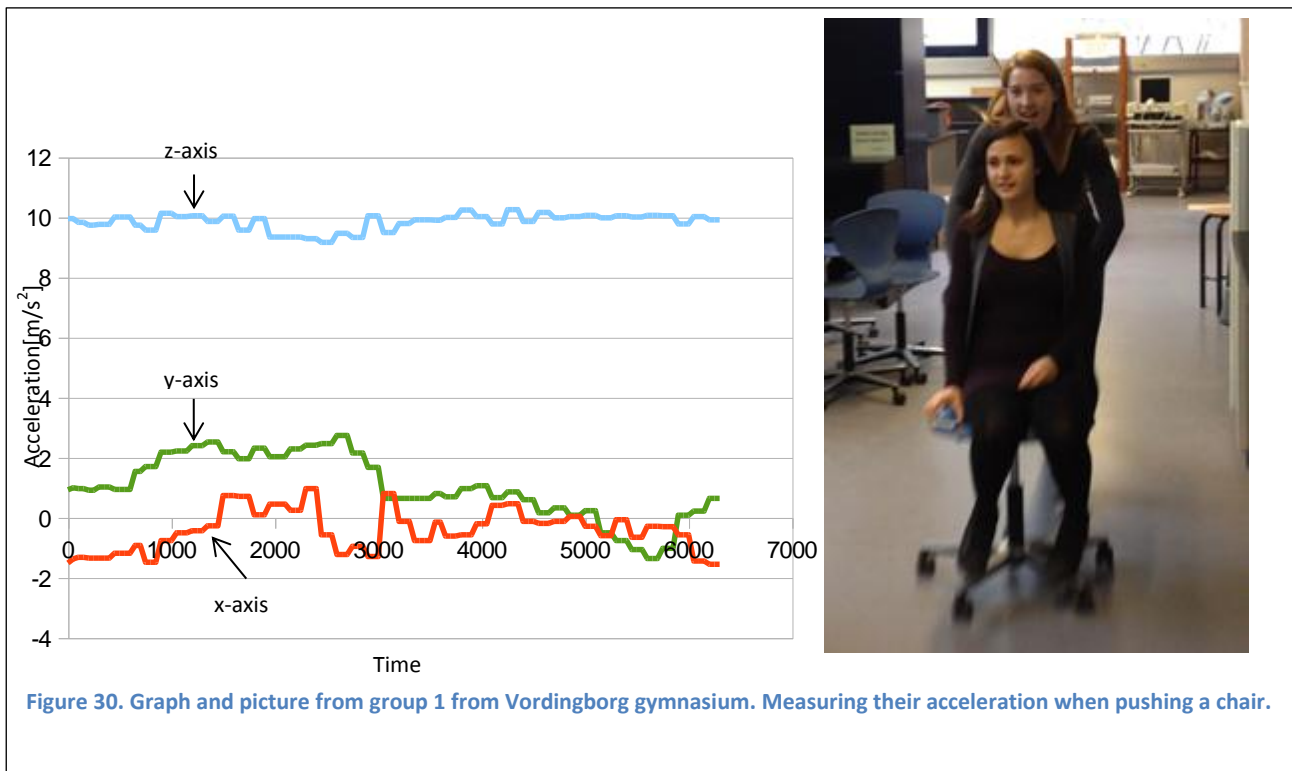 z-axis
12
10
8
6
4
2
0
-2
-4
Acceleration[m/s²]
y-axis
x-axis
0 1000 2000 3000 4000 5000 6000 7000
Time
Figure 30. Graph and picture from group 1 from Vordingborg gymnasium. Measuring their acceleration when pushing a chair.